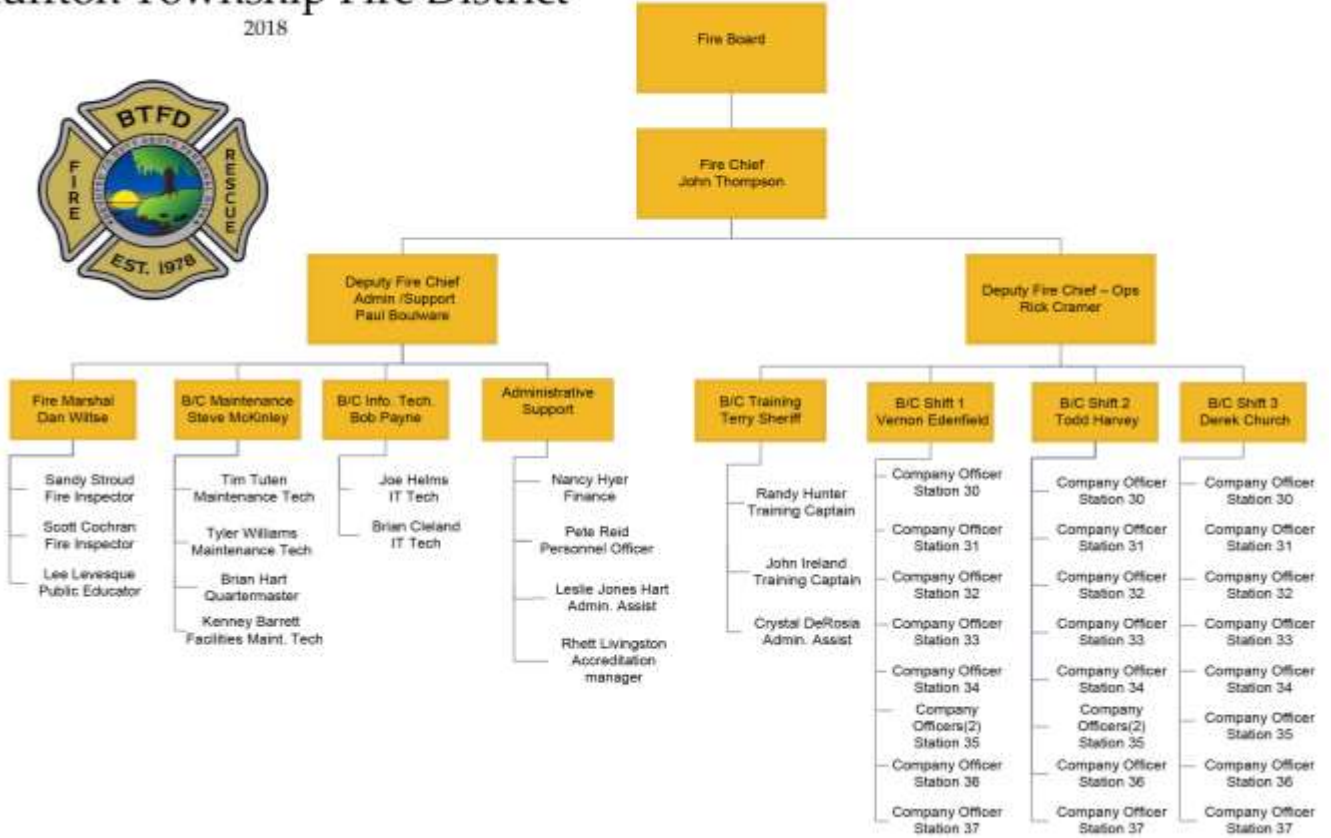 Township Fire District
2018
BTFD
FIRE
RESCUE
EST. 1978
Fire Board
Fire Chief
John Thompson
Deputy Fire Chief
Admin /Support
Paul Boulware
Deputy Fire Chief – Ops
Rick Cramer
Fire Marshal
Dan Wiltse
Sandy Stroud
Fire Inspector
Scott Cochran
Fire Inspector
Lee Levesque
Public Educator
B/C Maintenance
Steve McKinley
Tim Tuten
Maintenance Tech
Tyler Williams
Maintenance Tech
Brian Hart
Quartermaster
Kenney Barrett
Facilities Maint. Tech
B/C Info. Tech.
Bob Payne
Joe Helms
IT Tech
Brian Cleland
IT Tech
Administrative
Support
Nancy Hyer
Finance
Pete Reid
Personnel Officer
Leslie Jones Hart
Admin. Assist
Rhett Livingston
Accreditation
manager
B/C Training
Terry Sheriff
Randy Hunter
Training Captain
John Ireland
Training Captain
Crystal DeRosia
Admin. Assist
B/C Shift 1
Vernon Edenfield
Company Officer
Station 30
Company Officer
Station 31
Company Officer
Station 32
Company Officer
Station 33
Company Officer
Station 34
Company
Officers(2)
Station 35
Company Officer
Station 36
Company Officer
Station 37
B/C Shift 2
Todd Harvey
Company Officer
Station 30
Company Officer
Station 31
Company Officer
Station 32
Company Officer
Station 33
Company Officer
Station 34
Company
Officers(2)
Station 35
Company Officer
Station 36
Company Officer
Station 37
B/C Shift 3
Derek Church
Company Officer
Station 30
Company Officer
Station 31
Company Officer
Station 32
Company Officer
Station 33
Company Officer
Station 34
Company Officer
Station 35
Company Officer
Station 36
Company Officer
Station 37